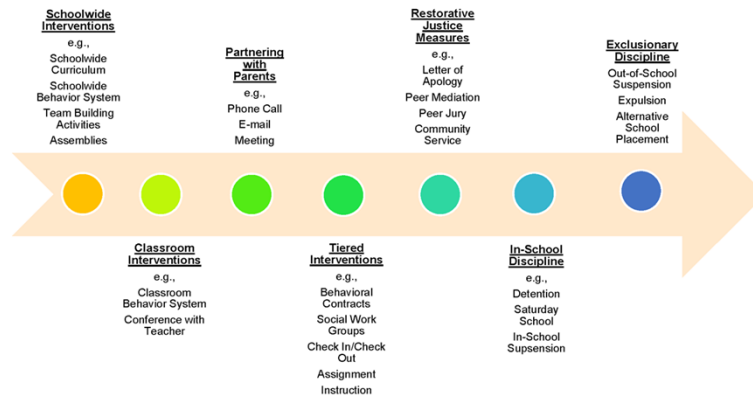 Schoolwide
Interventions
e.g.,
Schoolwide
Curriculum
Schoolwide
Behavior System
Team Building
Activities
Assemblies
Classroom
Interventions
e.g.,
Classroom
Behavior System
Conference with
Teacher
Partnering
with
Parents
e.g.,
Phone Call
E-mail
Meeting
Tiered
Interventions
e.g.,
Behavioral
Contracts
Social Work
Groups
Check In/Check
Out
Assignment
Instruction
Restorative
Justice
Measures
e.g.,
Letter of
Apology
Peer Mediation
Peer Jury
Community
Service
In-School
Discipline
e.g.,
Detention
Saturday
School
In-School
Supsension
Exclusionary
Discipline
Out-of-School
Suspension
Expulsion
Alternative
School
Placement